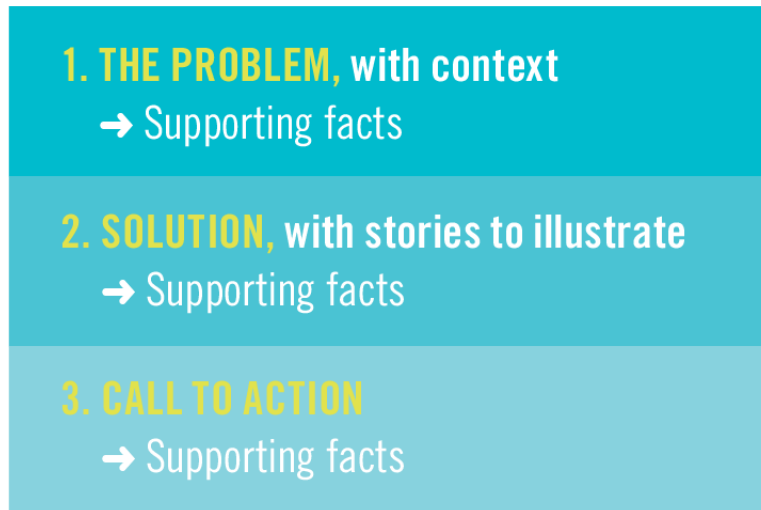 1. THE PROBLEM, with context
➜ Supporting facts
2. SOLUTION, with stories to illustrate
➜ Supporting facts
3. CALL TO ACTION
➜ Supporting facts